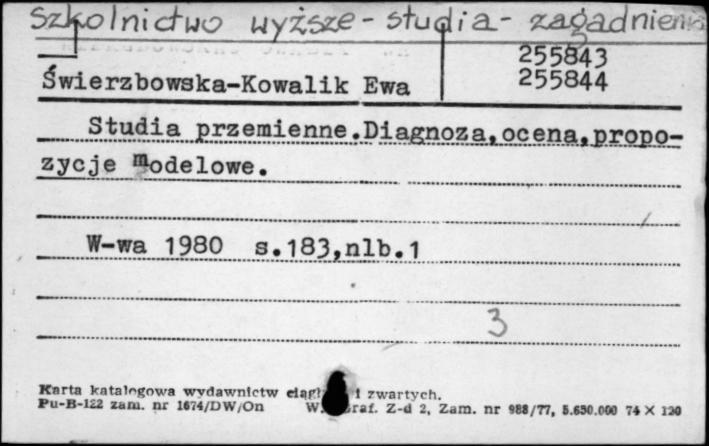 Szkolnictwo wyższe - studia - zagadnienia
255843
Świerzbowska-Kowalik Ewa
255844
Studia przemienne.Diagnoza,ocena,propo-
zycje modelowe.
W-wa 1980 s.183,nlb.1
3
Karta katalogowa wydawnictw i zwartych.
Pu-B-122 zam. nr 1674/DW/On Graf. Z-d 2, Zam. nr 988/77, 5.650.000 74 X 120